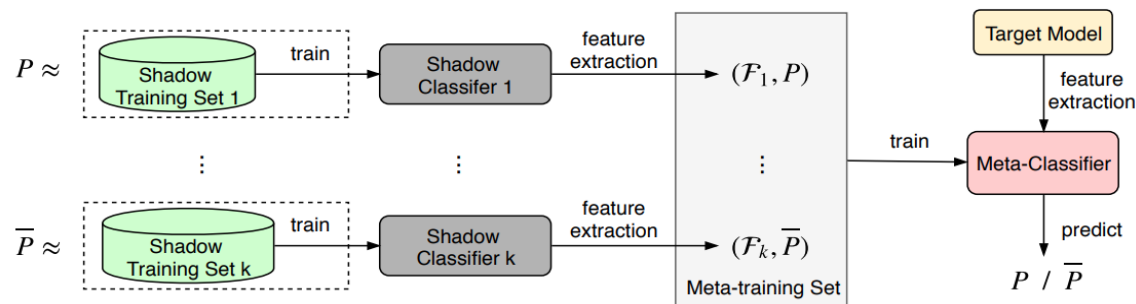 P ≈
Shadow
Training Set 1
train
Shadow
Classifer 1
feature
extraction
(ℱ₁, P)
Target Model
feature
extraction
⋮
⋮
⋮
train
Meta-Classifier
P̅ ≈
Shadow
Training Set k
train
Shadow
Classifier k
feature
extraction
(ℱₖ, P̅)
Meta-training Set
predict
P / P̅